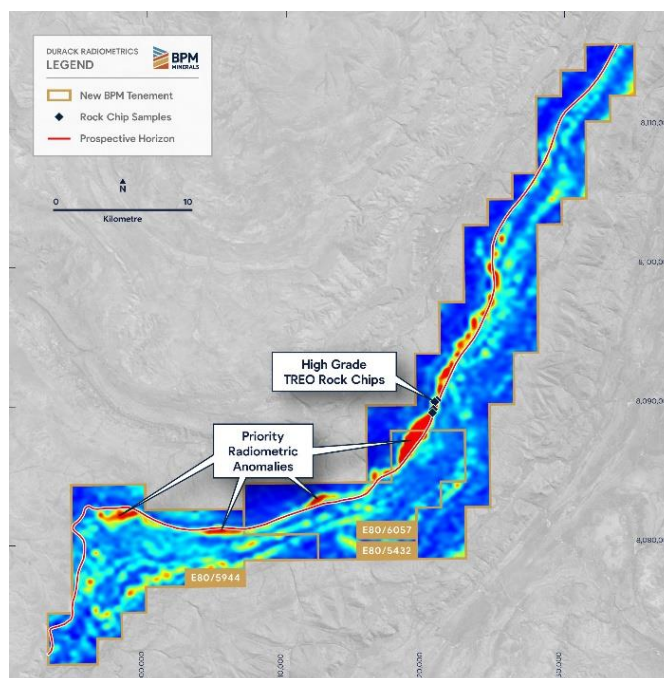 DURACK RADIOMETRICS
LEGEND
BPM
MINERALS
New BPM Tenement
Rock Chip Samples
Prospective Horizon
N
0 10
Kilometre
High Grade
TREO Rock Chips
Priority
Radiometric
Anomalies
E80/6057
E80/5432
E80/5944